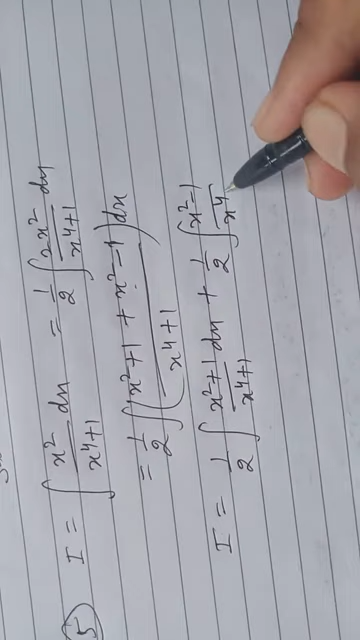 5 I = ∫ x²/(x⁴+1) dx = 1/2 ∫ 2x²/(x⁴+1) dx
= 1/2 ∫ (x²+1 + x²-1)/(x⁴+1) dx
I = 1/2 ∫ (x²+1)/(x⁴+1) dx + 1/2 ∫ (x²-1)/x⁴